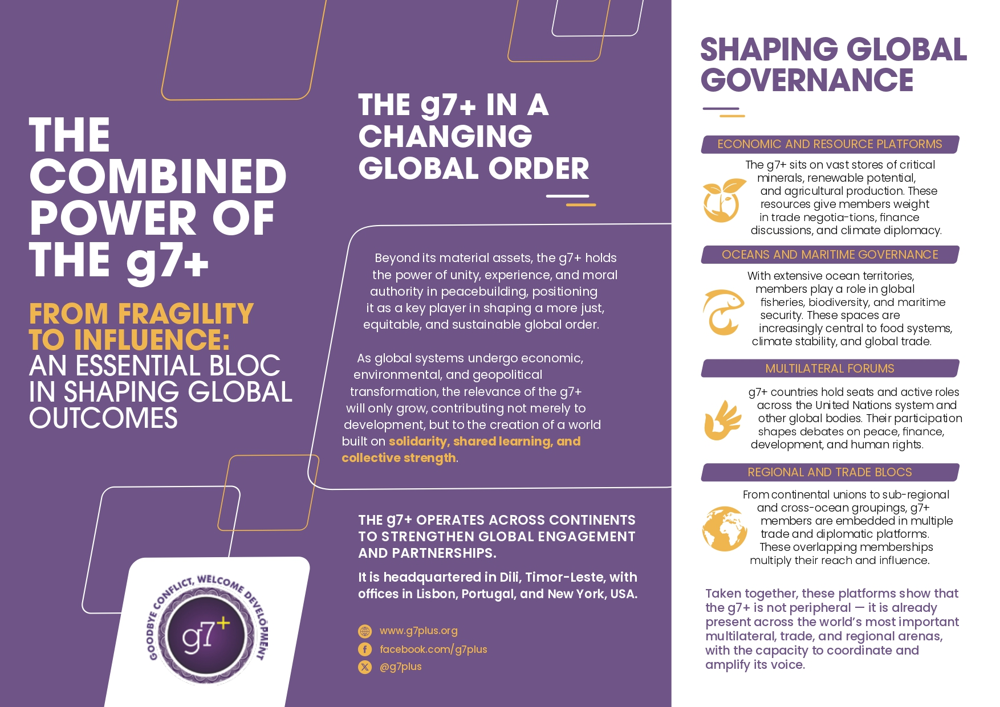 THE
COMBINED
POWER OF
THE g7+
FROM FRAGILITY
TO INFLUENCE:
AN ESSENTIAL BLOC
IN SHAPING GLOBAL
OUTCOMES
GOODBYE CONFLICT, WELCOME DEVELOPMENT
g7+
THE g7+ IN A
CHANGING
GLOBAL ORDER
Beyond its material assets, the g7+ holds
the power of unity, experience, and moral
authority in peacebuilding, positioning
it as a key player in shaping a more just,
equitable, and sustainable global order.
As global systems undergo economic,
environmental, and geopolitical
transformation, the relevance of the g7+
will only grow, contributing not merely to
development, but to the creation of a world
built on solidarity, shared learning, and
collective strength.
THE g7+ OPERATES ACROSS CONTINENTS
TO STRENGTHEN GLOBAL ENGAGEMENT
AND PARTNERSHIPS.
It is headquartered in Dili, Timor-Leste, with
offices in Lisbon, Portugal, and New York, USA.
www.g7plus.org
facebook.com/g7plus
@g7plus
SHAPING GLOBAL
GOVERNANCE
ECONOMIC AND RESOURCE PLATFORMS
The g7+ sits on vast stores of critical
minerals, renewable potential,
and agricultural production. These
resources give members weight
in trade negotia-tions, finance
discussions, and climate diplomacy.
OCEANS AND MARITIME GOVERNANCE
With extensive ocean territories,
members play a role in global
fisheries, biodiversity, and maritime
security. These spaces are
increasingly central to food systems,
climate stability, and global trade.
MULTILATERAL FORUMS
g7+ countries hold seats and active roles
across the United Nations system and
other global bodies. Their participation
shapes debates on peace, finance,
development, and human rights.
REGIONAL AND TRADE BLOCS
From continental unions to sub-regional
and cross-ocean groupings, g7+
members are embedded in multiple
trade and diplomatic platforms.
These overlapping memberships
multiply their reach and influence.
Taken together, these platforms show that
the g7+ is not peripheral — it is already
present across the world's most important
multilateral, trade, and regional arenas,
with the capacity to coordinate and
amplify its voice.